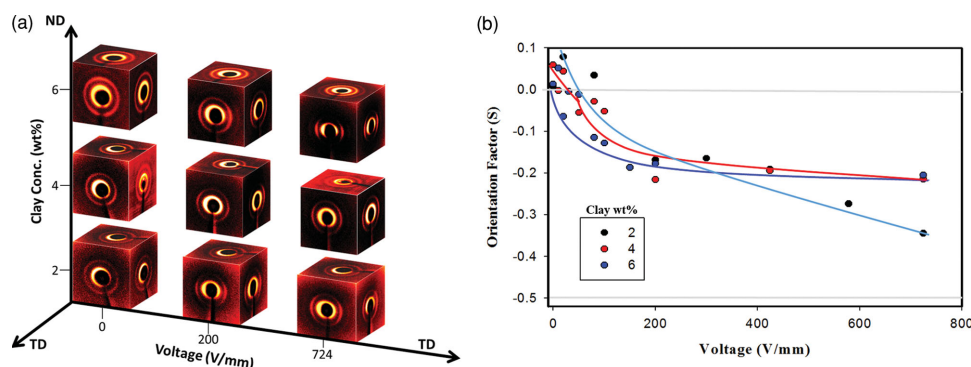 (a)
ND
Clay Conc. (wt%)
6
4
2
0
200
724
TD
Voltage (V/mm)
TD
(b)
Orientation Factor (S)
0.1
0.0
-0.1
-0.2
-0.3
-0.4
-0.5
Clay wt%
2
4
6
0
200
400
600
800
Voltage (V/mm)